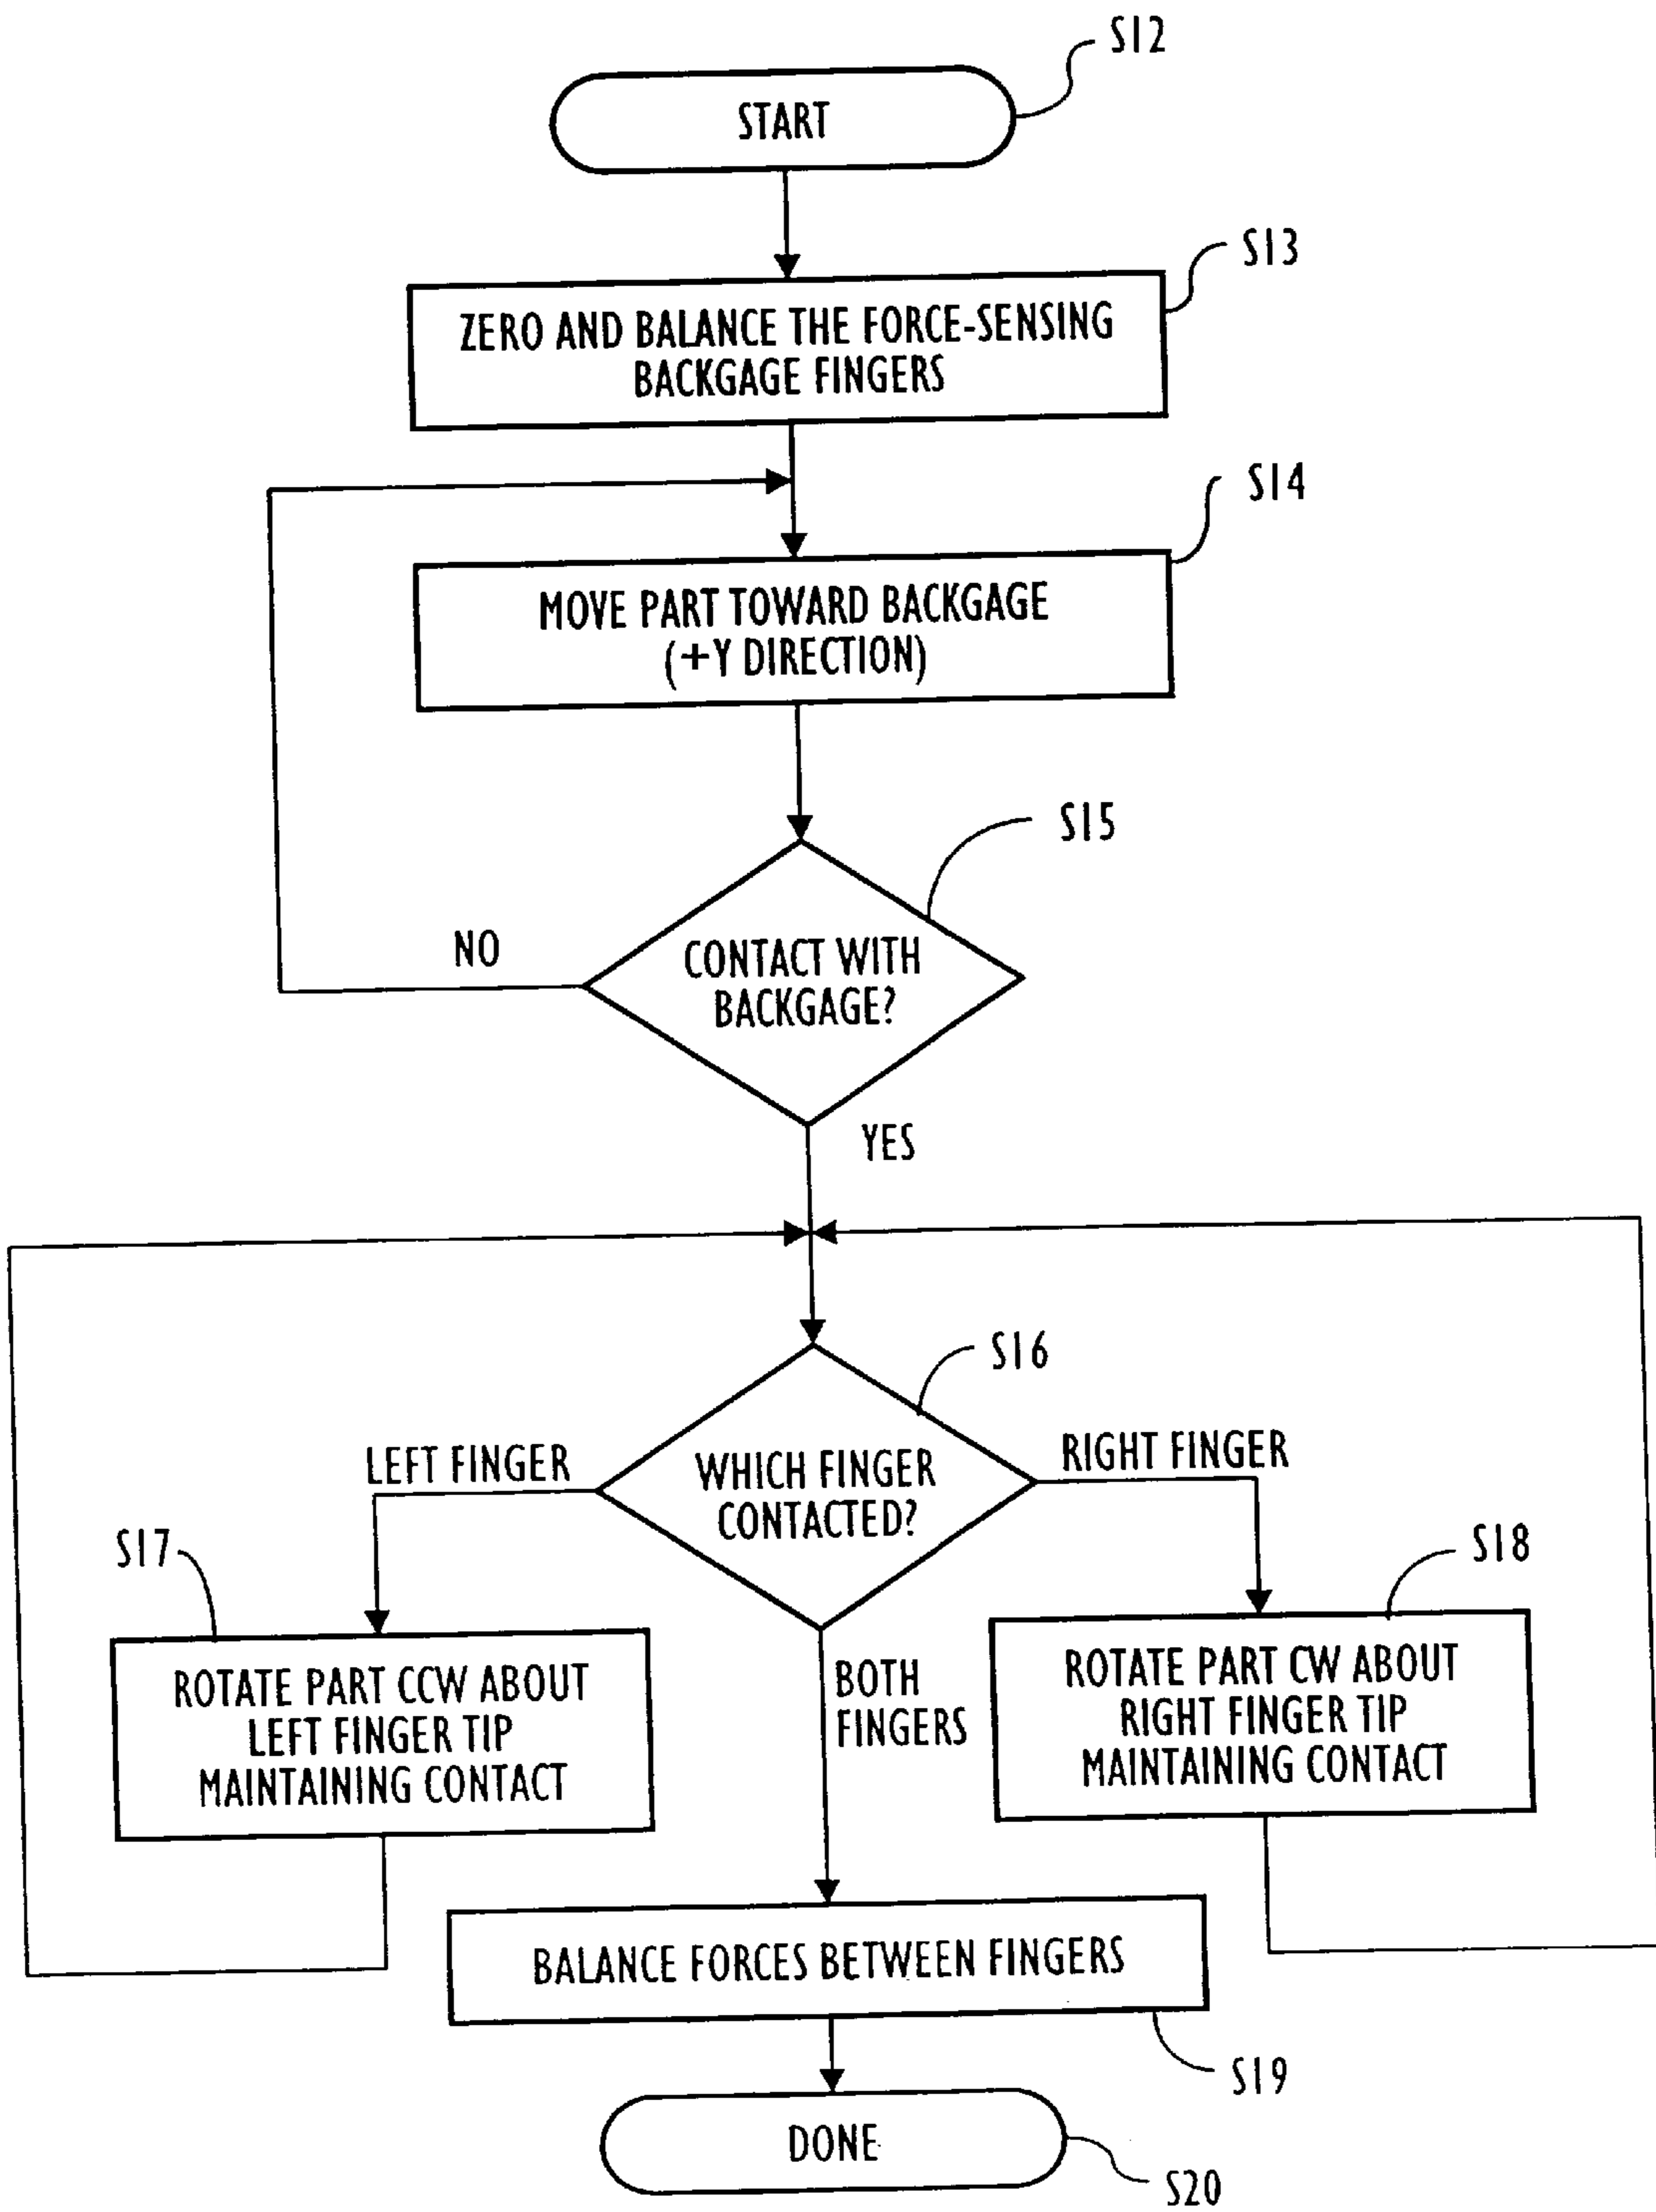 S12
START
S13
ZERO AND BALANCE THE FORCE-SENSING
BACKGAGE FINGERS
S14
MOVE PART TOWARD BACKGAGE
(+Y DIRECTION)
S15
CONTACT WITH
BACKGAGE?
NO
YES
S16
WHICH FINGER
CONTACTED?
LEFT FINGER
RIGHT FINGER
S17
S18
ROTATE PART CCW ABOUT
LEFT FINGER TIP
MAINTAINING CONTACT
BOTH
FINGERS
ROTATE PART CW ABOUT
RIGHT FINGER TIP
MAINTAINING CONTACT
BALANCE FORCES BETWEEN FINGERS
S19
DONE
S20